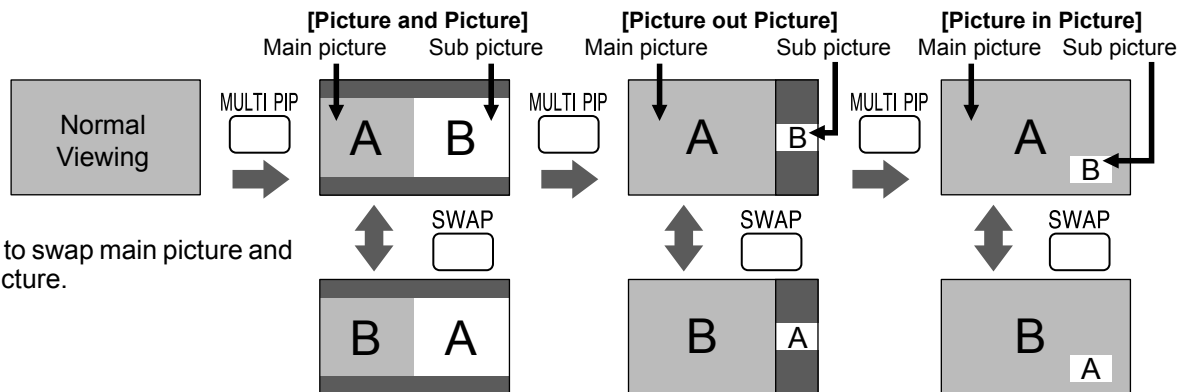 [Picture and Picture] [Picture out Picture] [Picture in Picture]
Main picture Sub picture Main picture Sub picture Main picture Sub picture
Normal
Viewing
MULTI PIP
A B
MULTI PIP
A B
MULTI PIP
A B
to swap main picture and
cture.
SWAP
SWAP
SWAP
B A
B A
B A